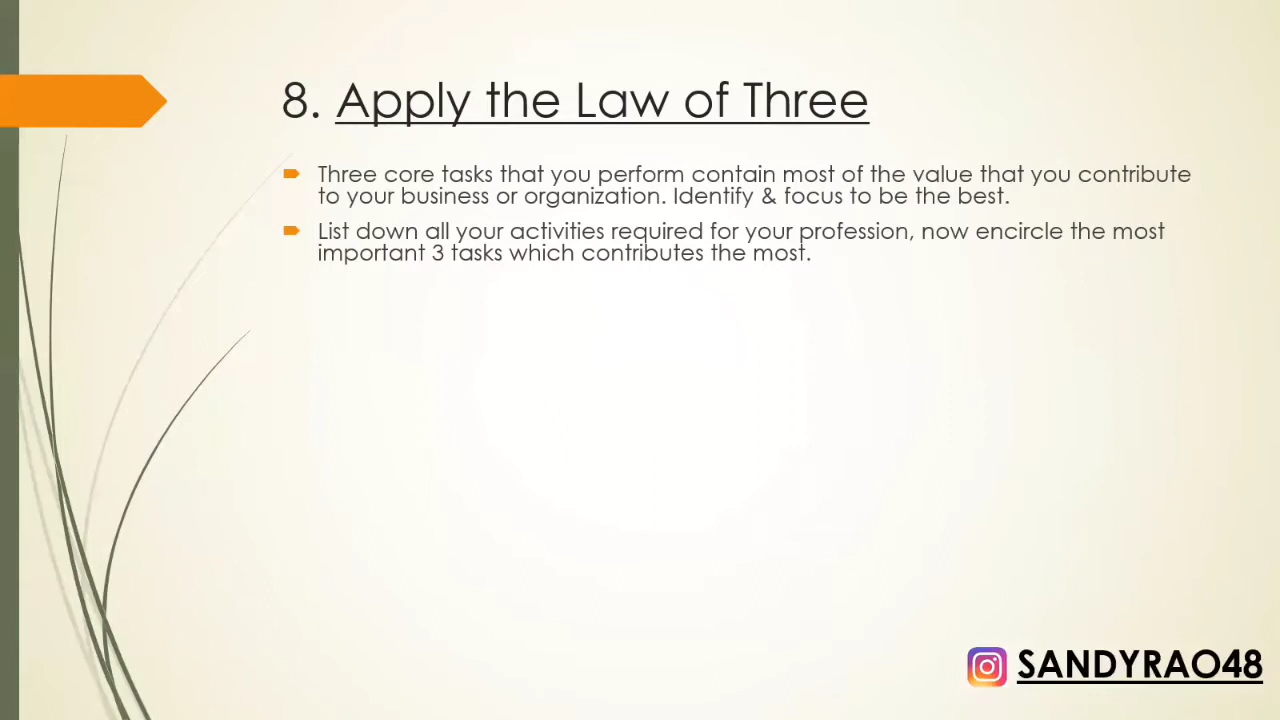 8. Apply the Law of Three
Three core tasks that you perform contain most of the value that you contribute
to your business or organization. Identify & focus to be the best.
List down all your activities required for your profession, now encircle the most
important 3 tasks which contributes the most.
SANDYRAO48